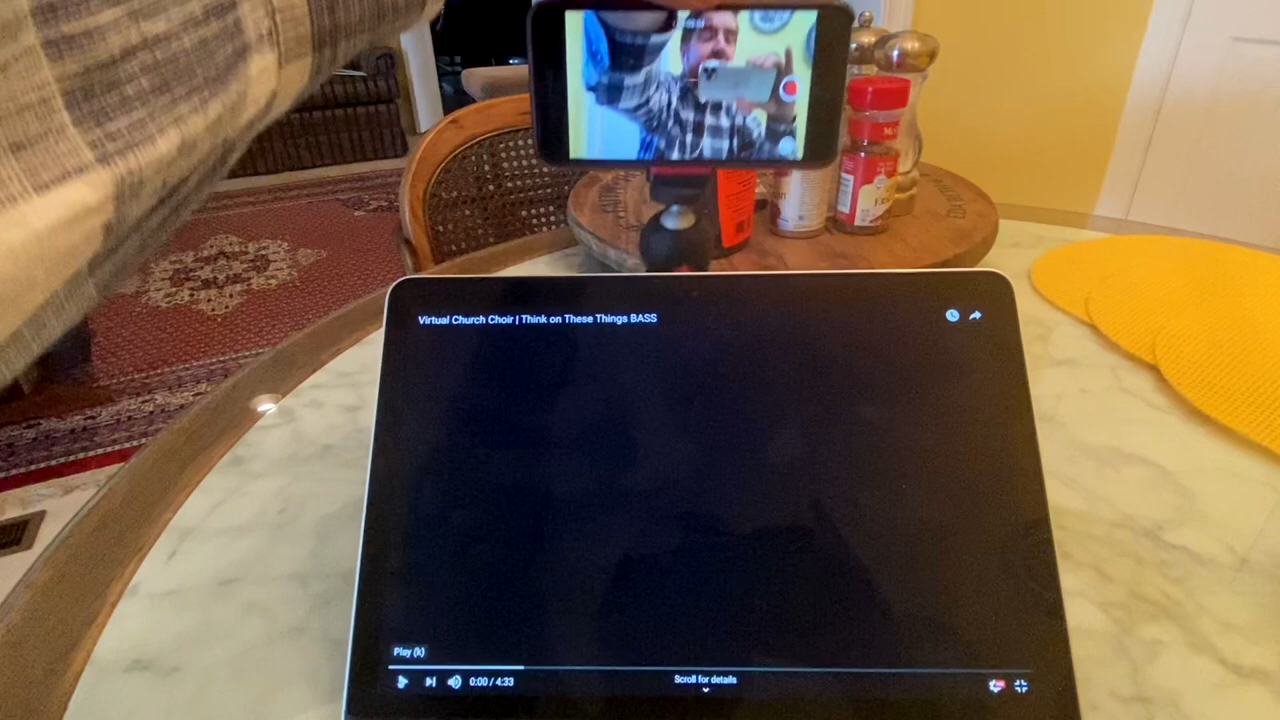 Virtual Church Choir | Think on These Things BASS
Play (k)
0:00 / 4:33
Scroll for details